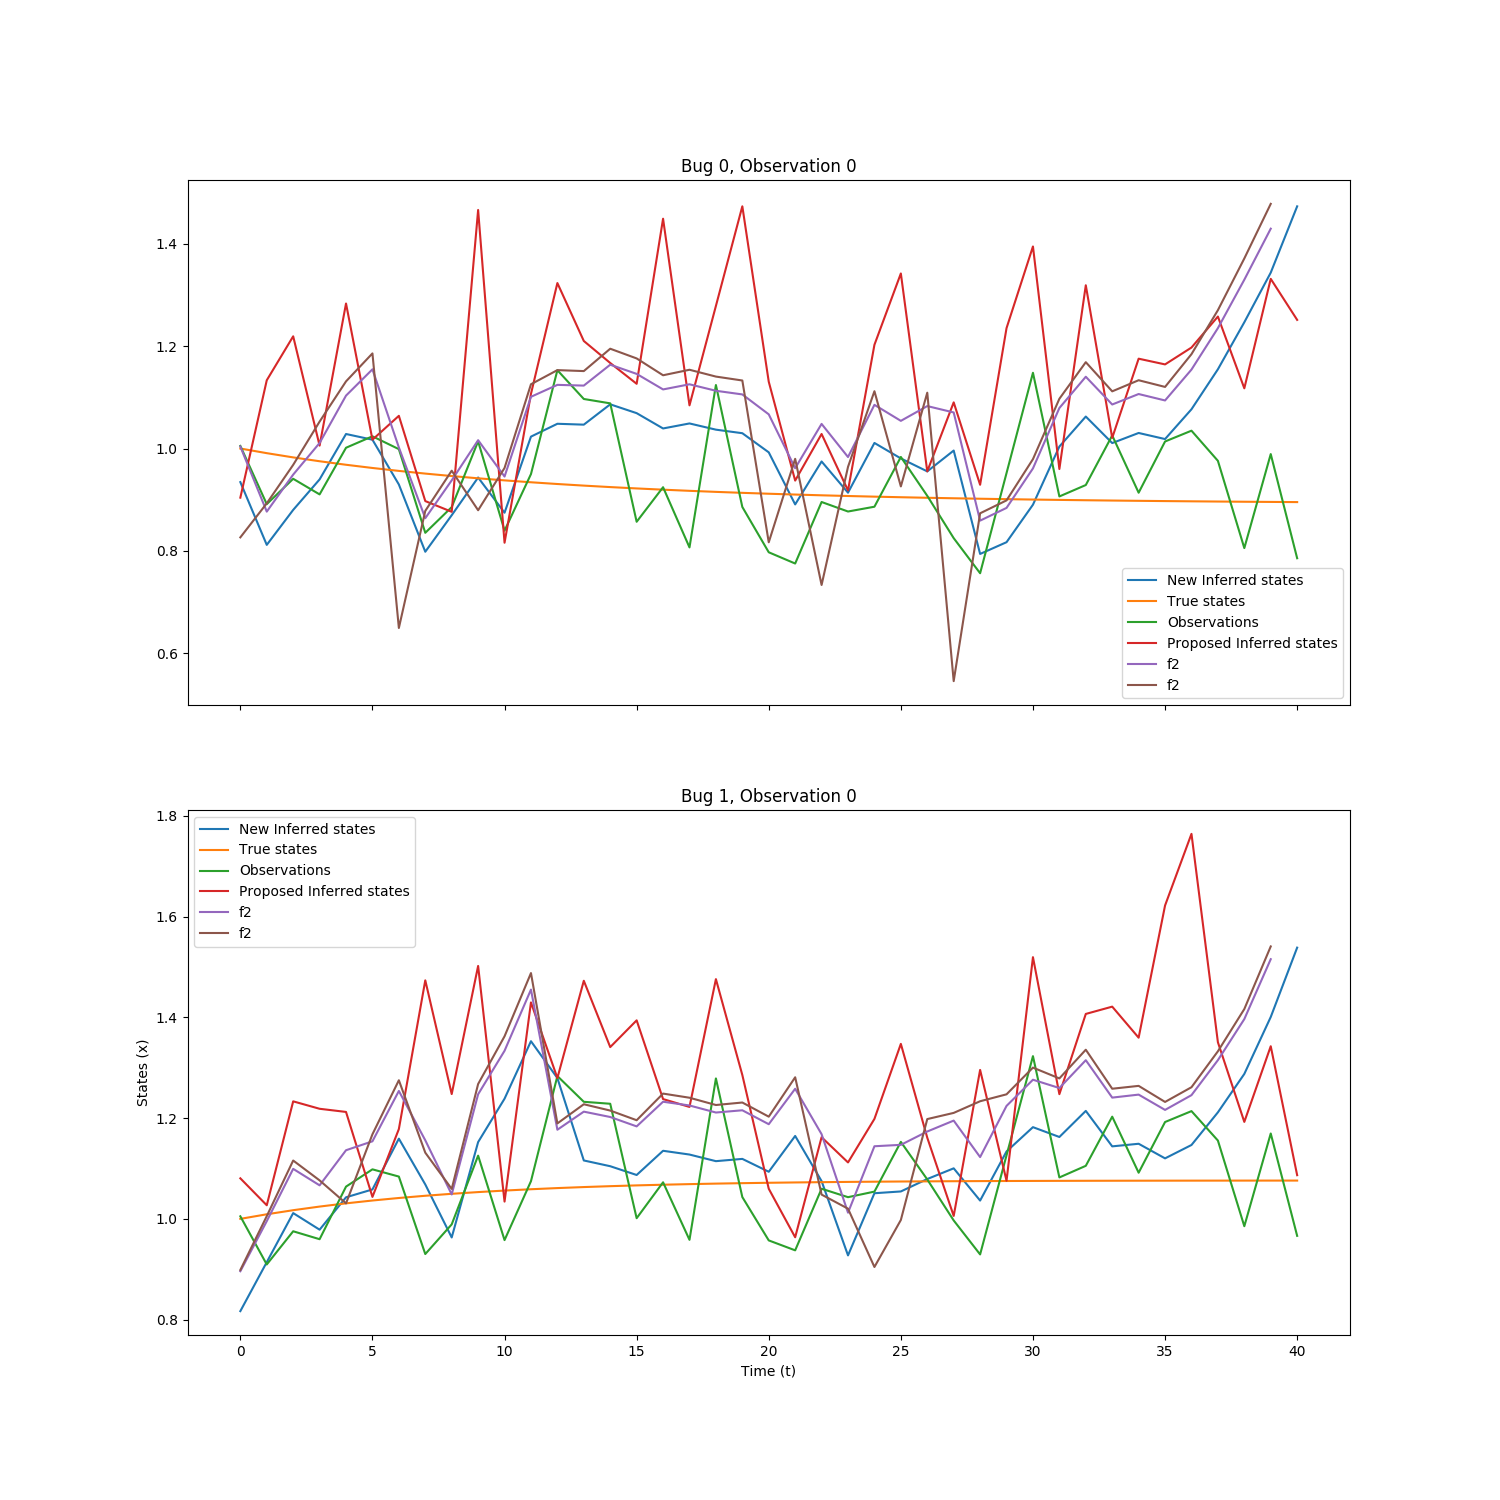 Bug 0, Observation 0
1.4
1.2
1.0
0.8
0.6
New Inferred states
True states
Observations
Proposed Inferred states
f2
f2
Bug 1, Observation 0
1.8
1.6
1.4
1.2
1.0
0.8
States (x)
New Inferred states
True states
Observations
Proposed Inferred states
f2
f2
0 5 10 15 20 25 30 35 40
Time (t)